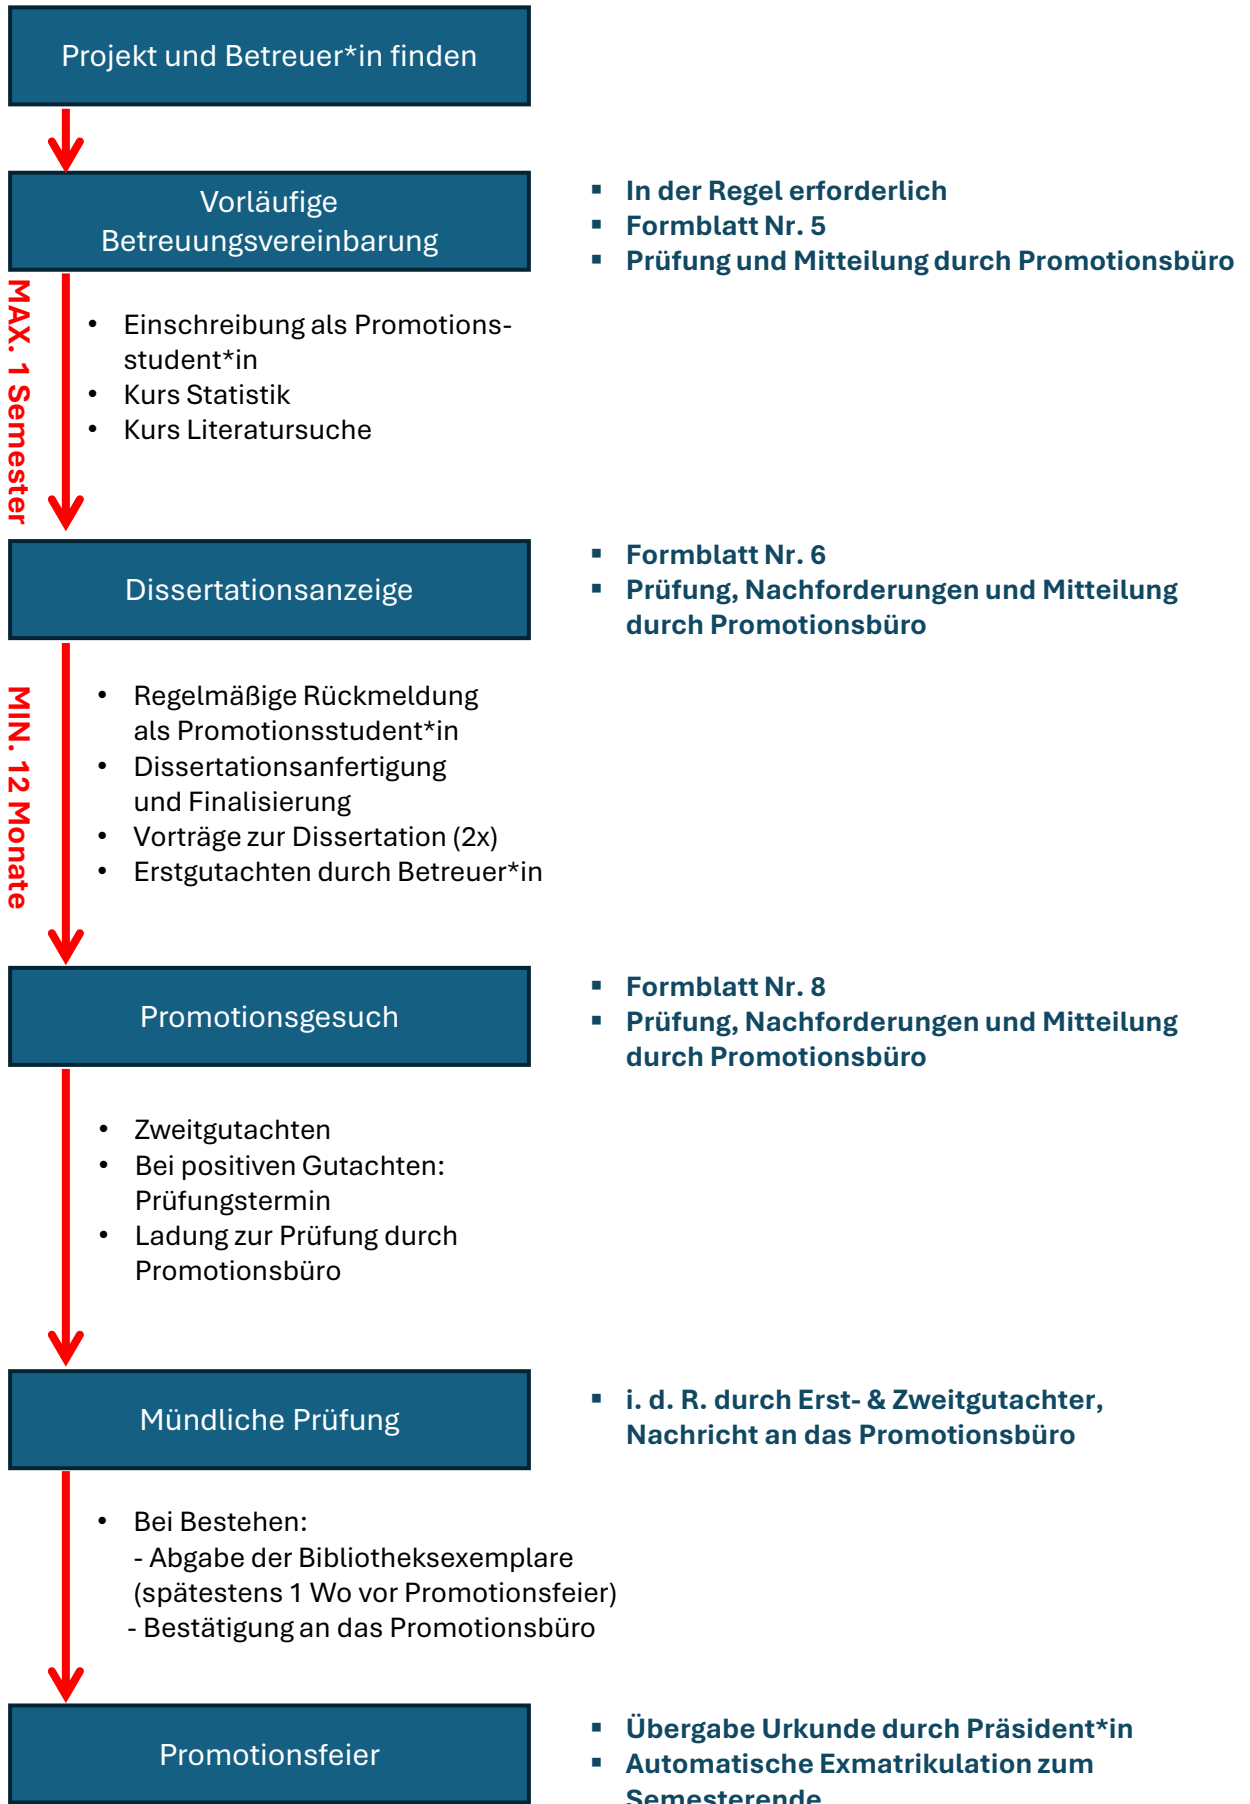 Projekt und Betreuer*in finden
Vorläufige
Betreuungsvereinbarung
▪ In der Regel erforderlich
▪ Formblatt Nr. 5
▪ Prüfung und Mitteilung durch Promotionsbüro
MAX. 1 Semester
• Einschreibung als Promotions-
student*in
• Kurs Statistik
• Kurs Literatursuche
Dissertationsanzeige
▪ Formblatt Nr. 6
▪ Prüfung, Nachforderungen und Mitteilung
durch Promotionsbüro
MIN. 12 Monate
• Regelmäßige Rückmeldung
als Promotionsstudent*in
• Dissertationsanfertigung
und Finalisierung
• Vorträge zur Dissertation (2x)
• Erstgutachten durch Betreuer*in
Promotionsgesuch
▪ Formblatt Nr. 8
▪ Prüfung, Nachforderungen und Mitteilung
durch Promotionsbüro
• Zweitgutachten
• Bei positiven Gutachten:
Prüfungstermin
• Ladung zur Prüfung durch
Promotionsbüro
Mündliche Prüfung
▪ i. d. R. durch Erst- & Zweitgutachter,
Nachricht an das Promotionsbüro
• Bei Bestehen:
- Abgabe der Bibliotheksexemplare
(spätestens 1 Wo vor Promotionsfeier)
- Bestätigung an das Promotionsbüro
Promotionsfeier
▪ Übergabe Urkunde durch Präsident*in
▪ Automatische Exmatrikulation zum
Semesterende